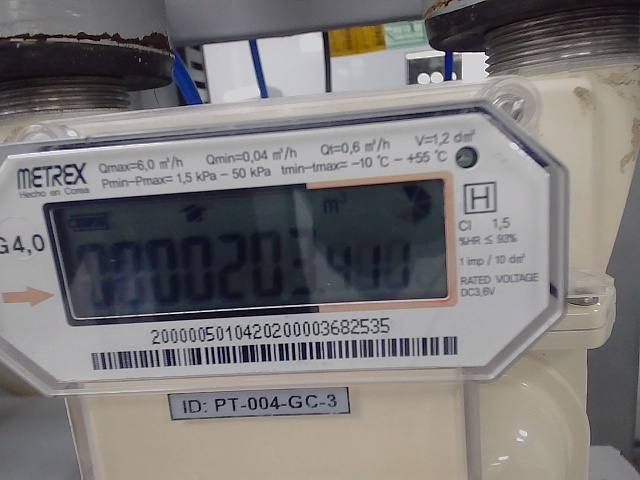 METREX
Hecho en Corea
Qmax=6,0 m³/h Qmin=0,04 m³/h Qt=0,6 m³/h V=1,2 dm³
Pmin-Pmax= 1,5 kPa - 50 kPa tmin-tmax= -10 °C - +55 °C
G4,0
m³
H
Cl 1,5
%HR ≤ 93%
1 imp / 10 dm³
RATED VOLTAGE
DC3,6V
2000005010420200003682535
ID: PT-004-GC-3